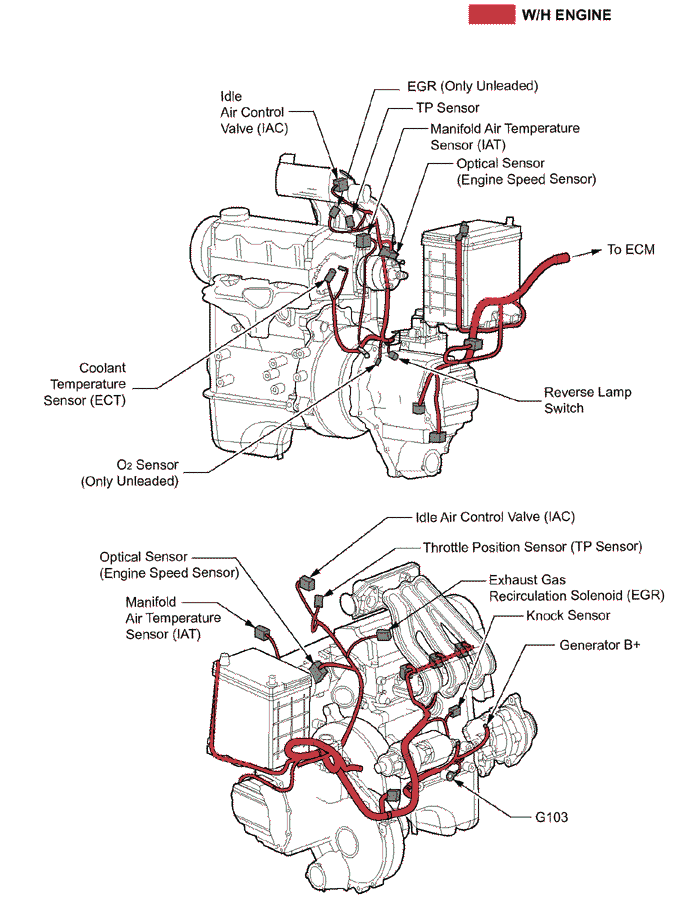 W/H ENGINE
EGR (Only Unleaded)
Idle
Air Control
Valve (IAC)
TP Sensor
Manifold Air Temperature
Sensor (IAT)
Optical Sensor
(Engine Speed Sensor)
To ECM
Coolant
Temperature
Sensor (ECT)
Reverse Lamp
Switch
O2 Sensor
(Only Unleaded)
Idle Air Control Valve (IAC)
Throttle Position Sensor (TP Sensor)
Optical Sensor
(Engine Speed Sensor)
Exhaust Gas
Recirculation Solenoid (EGR)
Manifold
Air Temperature
Sensor (IAT)
Knock Sensor
Generator B+
G103